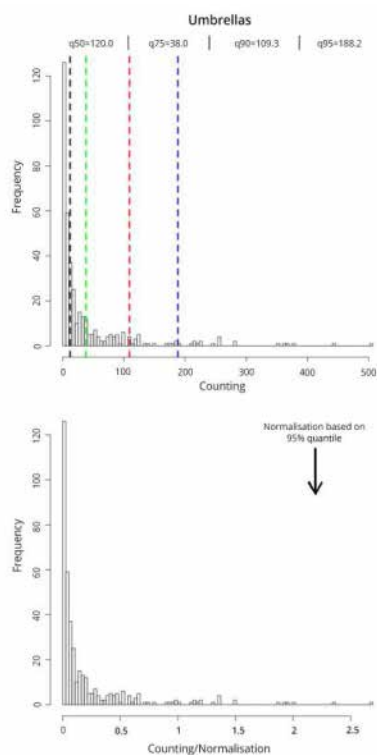 Umbrellas
q50=120.0 q75=38.0 q90=109.3 q95=188.2
120
100
80
60
40
20
0
Frequency
0 100 200 300 400 500
Counting
Normalisation based on
95% quantile
120
100
80
60
40
20
0
Frequency
0 0.5 1 1.5 2 2.5
Counting/Normalisation